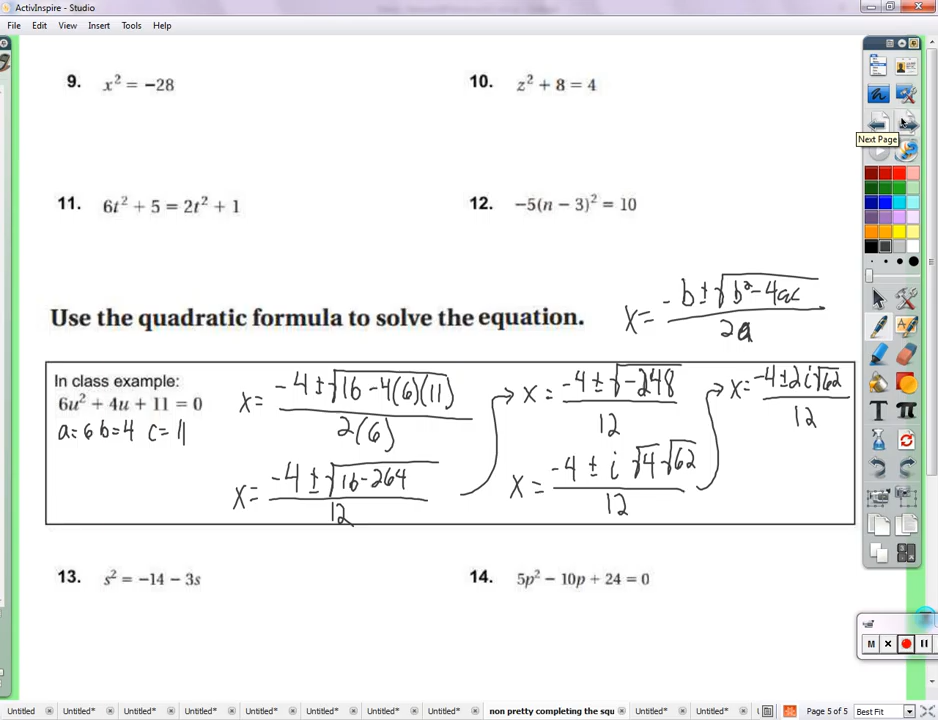 ActivInspire - Studio
File Edit View Insert Tools Help
9. x² = −28
10. z² + 8 = 4
Next Page
11. 6t² + 5 = 2t² + 1
12. −5(n − 3)² = 10
Use the quadratic formula to solve the equation.
x = (-b ± √(b² - 4ac)) / 2a
In class example:
6u² + 4u + 11 = 0
a = 6 b = 4 c = 11
x = (-4 ± √(16 - 4(6)(11))) / 2(6)
x = (-4 ± √(16 - 264)) / 12
→ x = (-4 ± √(-248)) / 12
x = (-4 ± i √4 √62) / 12
→ x = (-4 ± 2i√62) / 12
13. s² = −14 − 3s
14. 5p² − 10p + 24 = 0
M
Untitled Untitled* Untitled* Untitled* Untitled* Untitled* Untitled* Untitled* non pretty completing the squ Untitled* Untitled* Page 5 of 5 Best Fit